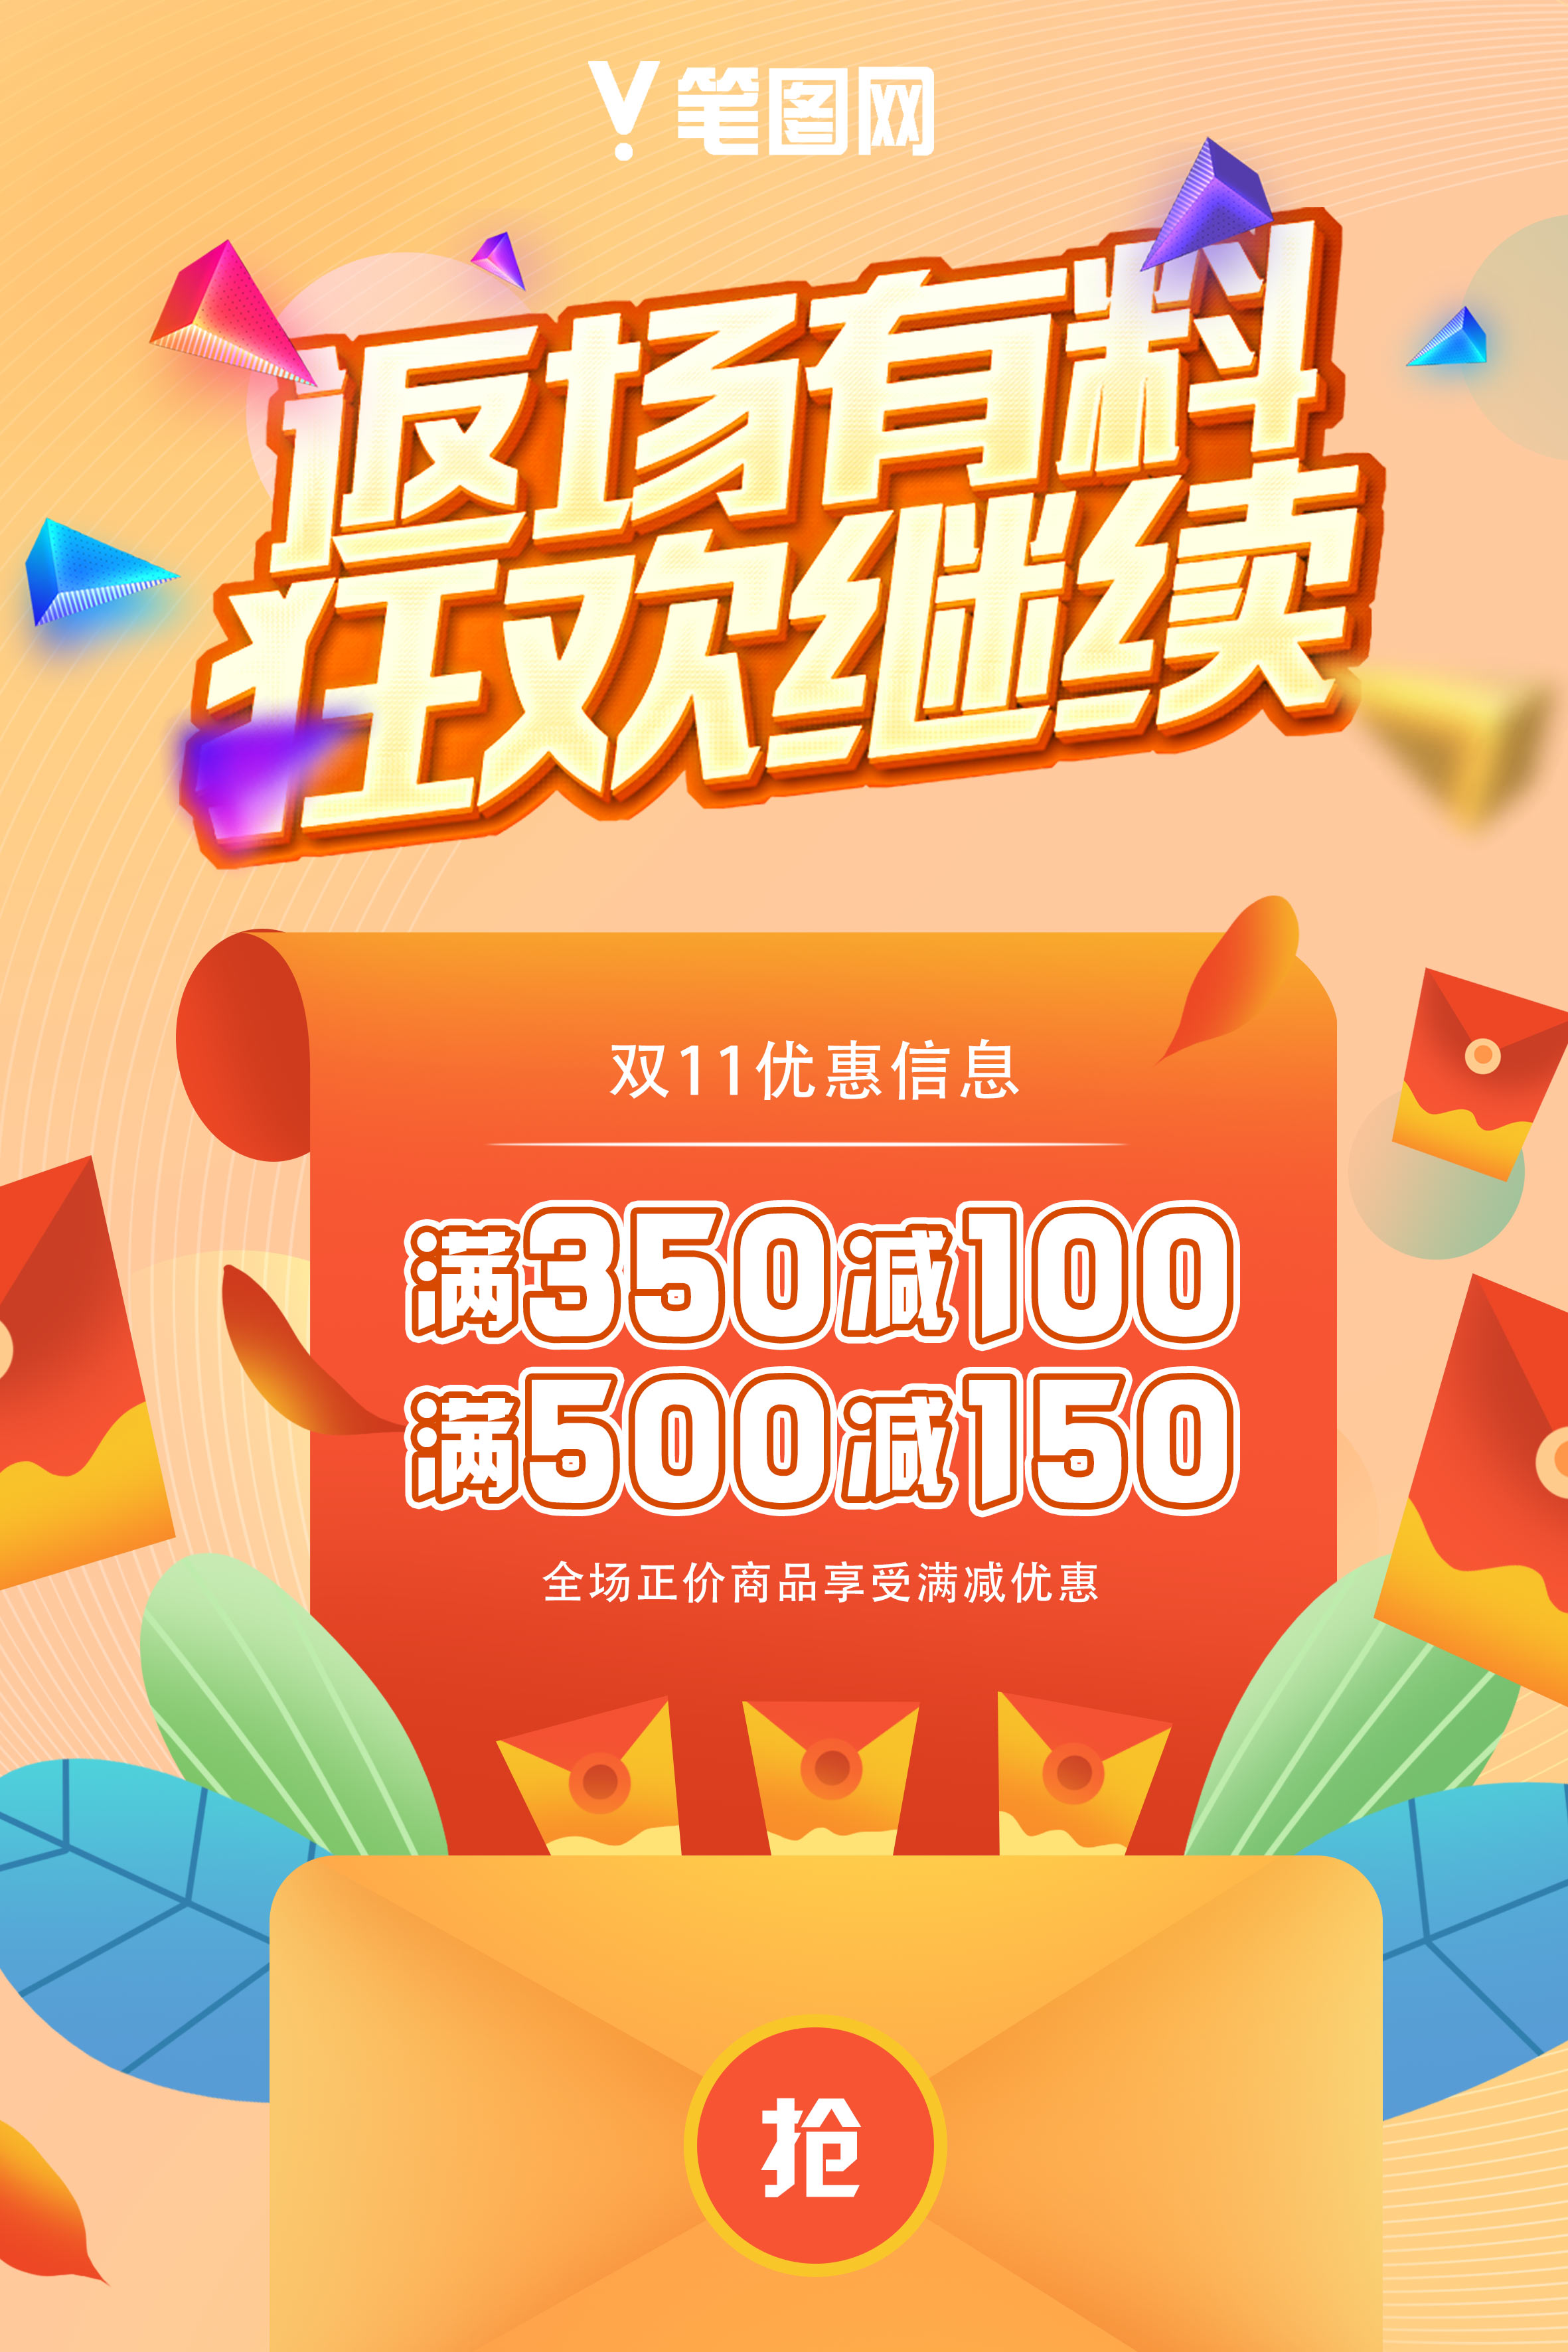 笔图网
返场有料
狂欢继续
双11优惠信息
满350减100
满500减150
全场正价商品享受满减优惠
抢